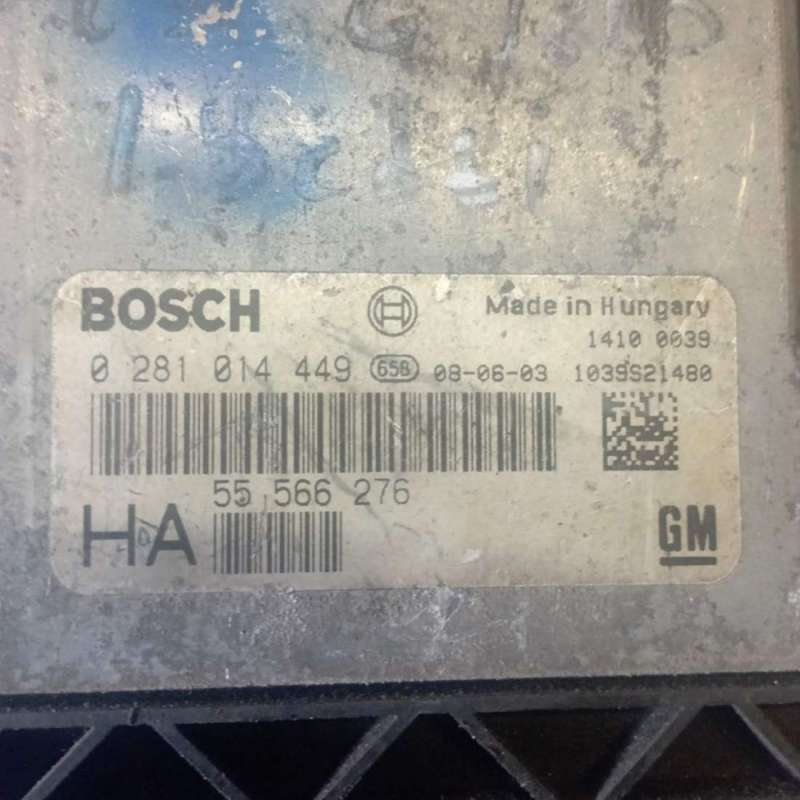 BOSCH
Made in Hungary
1410 0039
0 281 014 449 65B 08-06-03 1039S21480
55 566 276
HA
GM